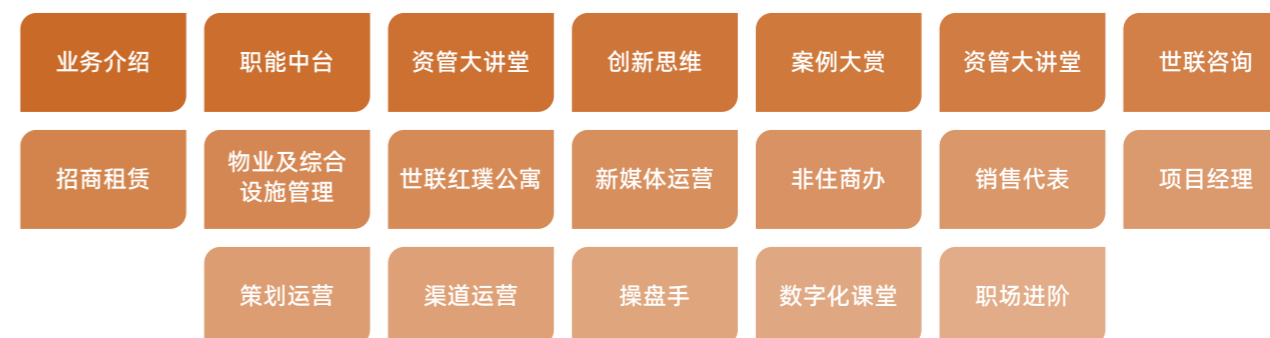 业务介绍
职能中台
资管大讲堂
创新思维
案例大赏
资管大讲堂
世联咨询
招商租赁
物业及综合
设施管理
世联红璞公寓
新媒体运营
非住商办
销售代表
项目经理
策划运营
渠道运营
操盘手
数字化课堂
职场进阶